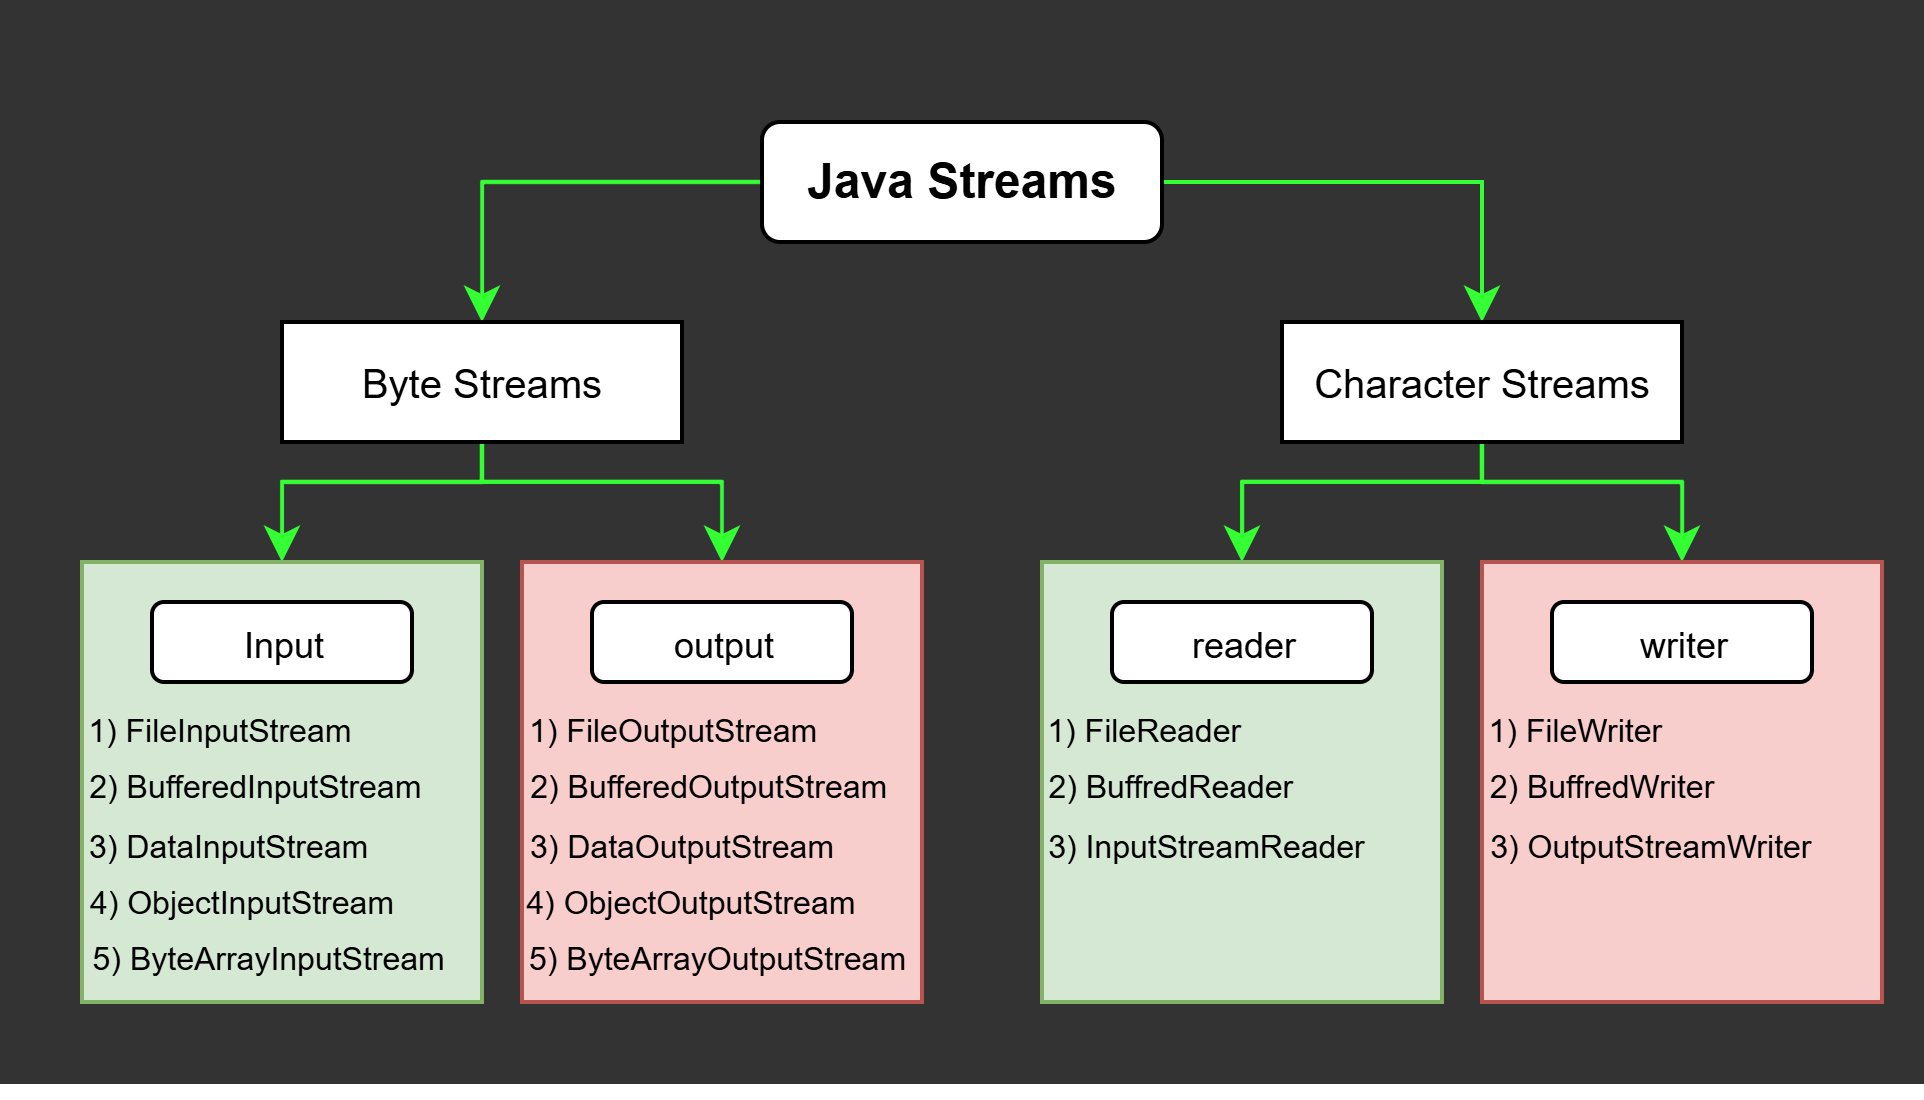 Java Streams
Byte Streams
Character Streams
Input
1) FileInputStream
2) BufferedInputStream
3) DataInputStream
4) ObjectInputStream
5) ByteArrayInputStream
output
1) FileOutputStream
2) BufferedOutputStream
3) DataOutputStream
4) ObjectOutputStream
5) ByteArrayOutputStream
reader
1) FileReader
2) BuffredReader
3) InputStreamReader
writer
1) FileWriter
2) BuffredWriter
3) OutputStreamWriter